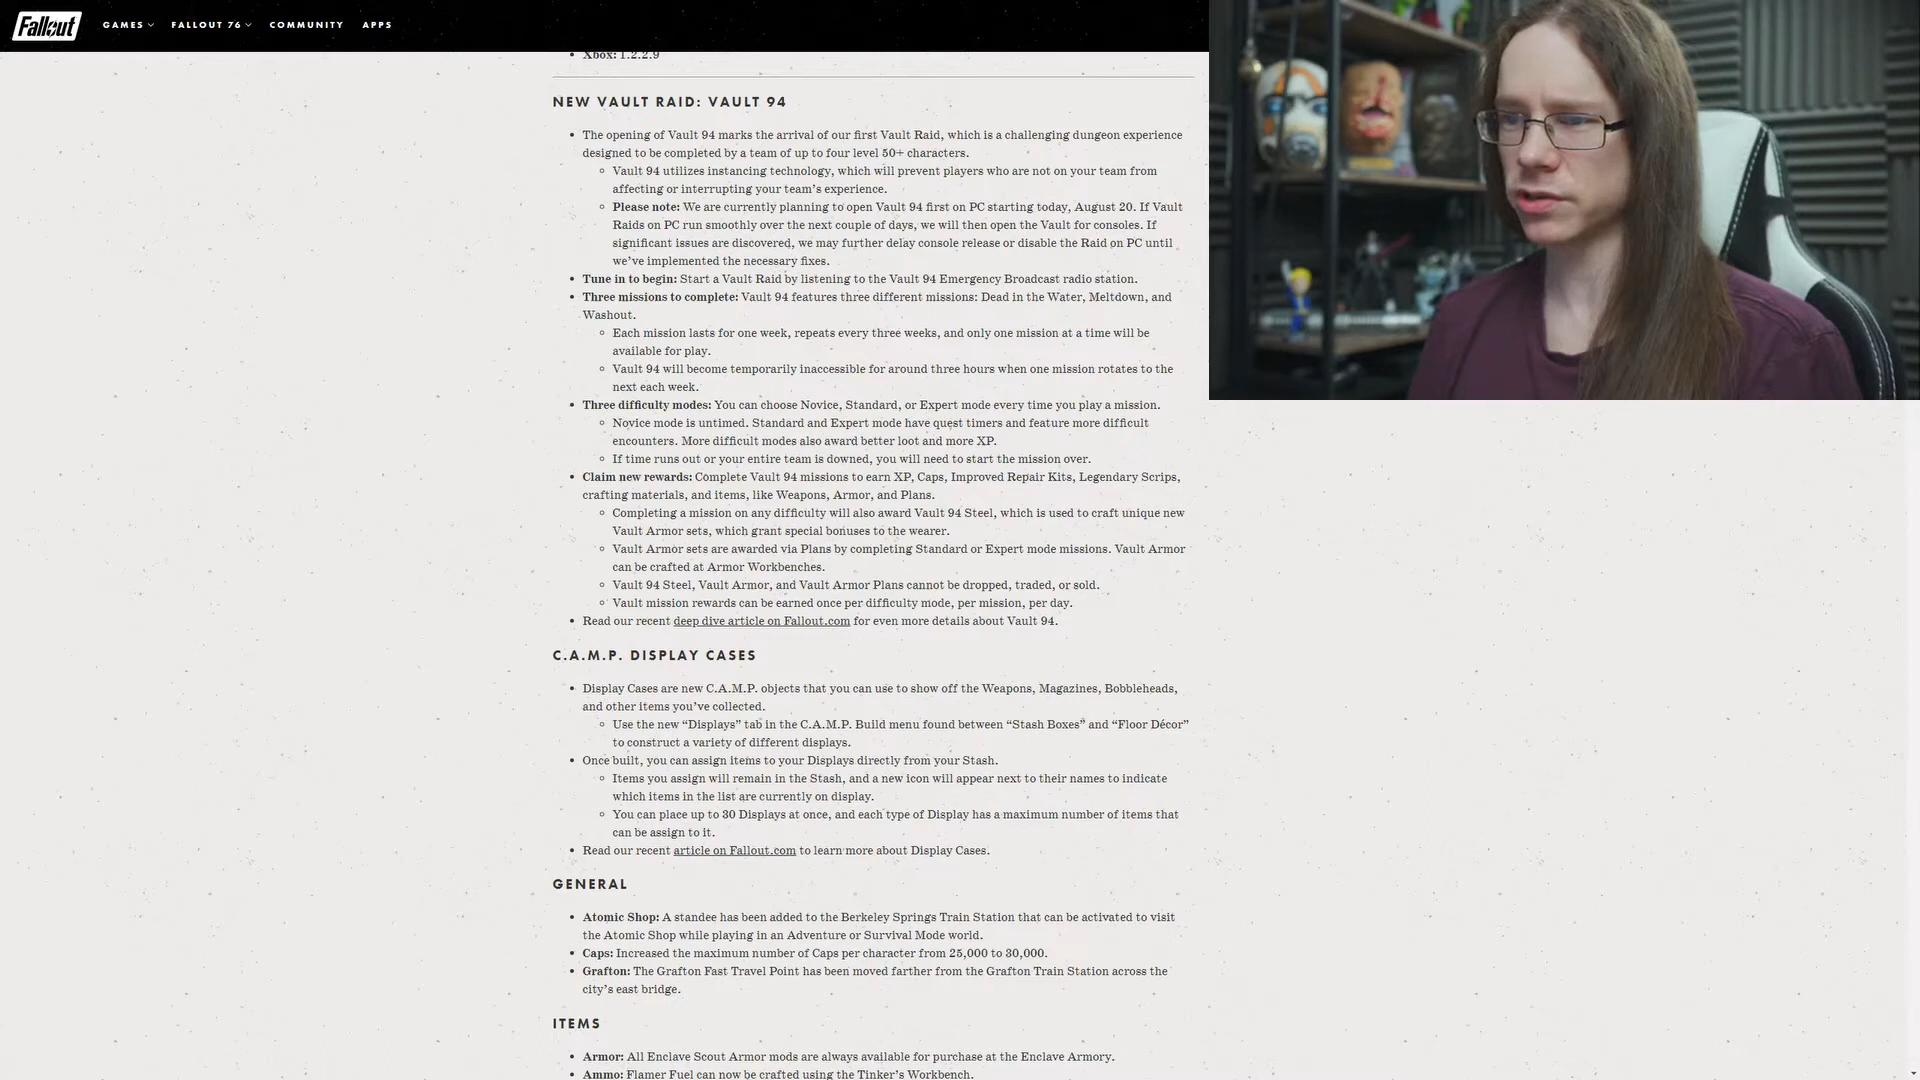 Fallout GAMES FALLOUT 76 COMMUNITY APPS
Xbox: 1.2.2.9
NEW VAULT RAID: VAULT 94
The opening of Vault 94 marks the arrival of our first Vault Raid, which is a challenging dungeon experience
designed to be completed by a team of up to four level 50+ characters.
Vault 94 utilizes instancing technology, which will prevent players who are not on your team from
affecting or interrupting your team's experience.
Please note: We are currently planning to open Vault 94 first on PC starting today, August 20. If Vault
Raids on PC run smoothly over the next couple of days, we will then open the Vault for consoles. If
significant issues are discovered, we may further delay console release or disable the Raid on PC until
we've implemented the necessary fixes.
Tune in to begin: Start a Vault Raid by listening to the Vault 94 Emergency Broadcast radio station.
Three missions to complete: Vault 94 features three different missions: Dead in the Water, Meltdown, and
Washout.
Each mission lasts for one week, repeats every three weeks, and only one mission at a time will be
available for play.
Vault 94 will become temporarily inaccessible for around three hours when one mission rotates to the
next each week.
Three difficulty modes: You can choose Novice, Standard, or Expert mode every time you play a mission.
Novice mode is untimed. Standard and Expert mode have quest timers and feature more difficult
encounters. More difficult modes also award better loot and more XP.
If time runs out or your entire team is downed, you will need to start the mission over.
Claim new rewards: Complete Vault 94 missions to earn XP, Caps, Improved Repair Kits, Legendary Scrips,
crafting materials, and items, like Weapons, Armor, and Plans.
Completing a mission on any difficulty will also award Vault 94 Steel, which is used to craft unique new
Vault Armor sets, which grant special bonuses to the wearer.
Vault Armor sets are awarded via Plans by completing Standard or Expert mode missions. Vault Armor
can be crafted at Armor Workbenches.
Vault 94 Steel, Vault Armor, and Vault Armor Plans cannot be dropped, traded, or sold.
Vault mission rewards can be earned once per difficulty mode, per mission, per day.
Read our recent deep dive article on Fallout.com for even more details about Vault 94.
C.A.M.P. DISPLAY CASES
Display Cases are new C.A.M.P. objects that you can use to show off the Weapons, Magazines, Bobbleheads,
and other items you've collected.
Use the new “Displays” tab in the C.A.M.P. Build menu found between “Stash Boxes” and “Floor Décor”
to construct a variety of different displays.
Once built, you can assign items to your Displays directly from your Stash.
Items you assign will remain in the Stash, and a new icon will appear next to their names to indicate
which items in the list are currently on display.
You can place up to 30 Displays at once, and each type of Display has a maximum number of items that
can be assign to it.
Read our recent article on Fallout.com to learn more about Display Cases.
GENERAL
Atomic Shop: A standee has been added to the Berkeley Springs Train Station that can be activated to visit
the Atomic Shop while playing in an Adventure or Survival Mode world.
Caps: Increased the maximum number of Caps per character from 25,000 to 30,000.
Grafton: The Grafton Fast Travel Point has been moved farther from the Grafton Train Station across the
city's east bridge.
ITEMS
Armor: All Enclave Scout Armor mods are always available for purchase at the Enclave Armory.
Ammo: Flamer Fuel can now be crafted using the Tinker's Workbench.